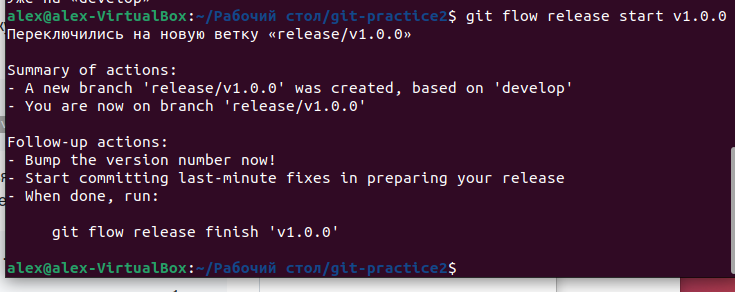 Уже на «develop»
alex@alex-VirtualBox:~/Рабочий стол/git-practice2$ git flow release start v1.0.0
Переключились на новую ветку «release/v1.0.0»
Summary of actions:
- A new branch 'release/v1.0.0' was created, based on 'develop'
- You are now on branch 'release/v1.0.0'
Follow-up actions:
- Bump the version number now!
- Start committing last-minute fixes in preparing your release
- When done, run:
git flow release finish 'v1.0.0'
alex@alex-VirtualBox:~/Рабочий стол/git-practice2$